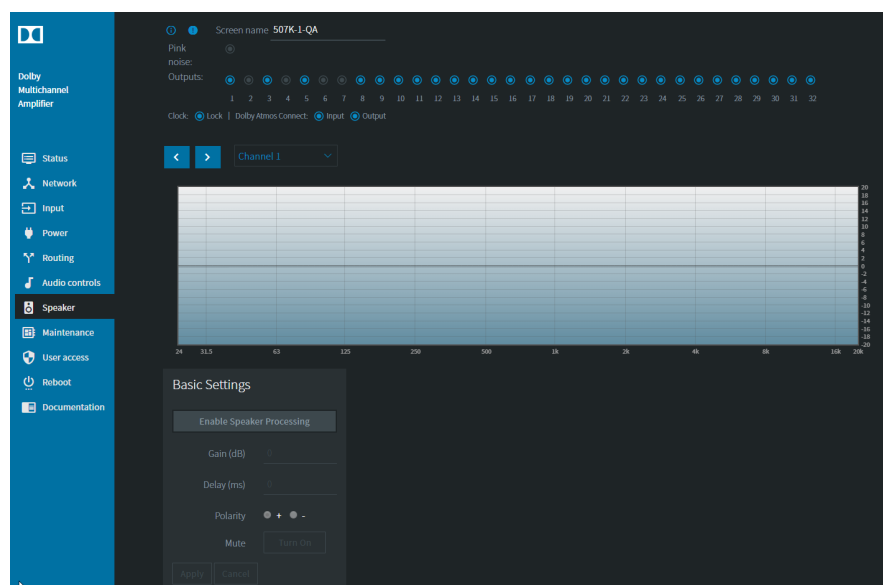 Screen name 507K-1-QA
Pink noise:
Outputs:
1 2 3 4 5 6 7 8 9 10 11 12 13 14 15 16 17 18 19 20 21 22 23 24 25 26 27 28 29 30 31 32
Clock: Lock | Dolby Atmos Connect: Input Output
Dolby
Multichannel
Amplifier
Status
Network
Input
Power
Routing
Audio controls
Speaker
Maintenance
User access
Reboot
Documentation
< > Channel 1
20
18
16
14
12
10
8
6
4
2
0
-2
-4
-6
-8
-10
-12
-14
-16
-18
-20
24 31.5 63 125 250 500 1k 2k 4k 8k 16k 20k
Basic Settings
Enable Speaker Processing
Gain (dB) 0
Delay (ms) 0
Polarity + -
Mute Turn On
Apply Cancel